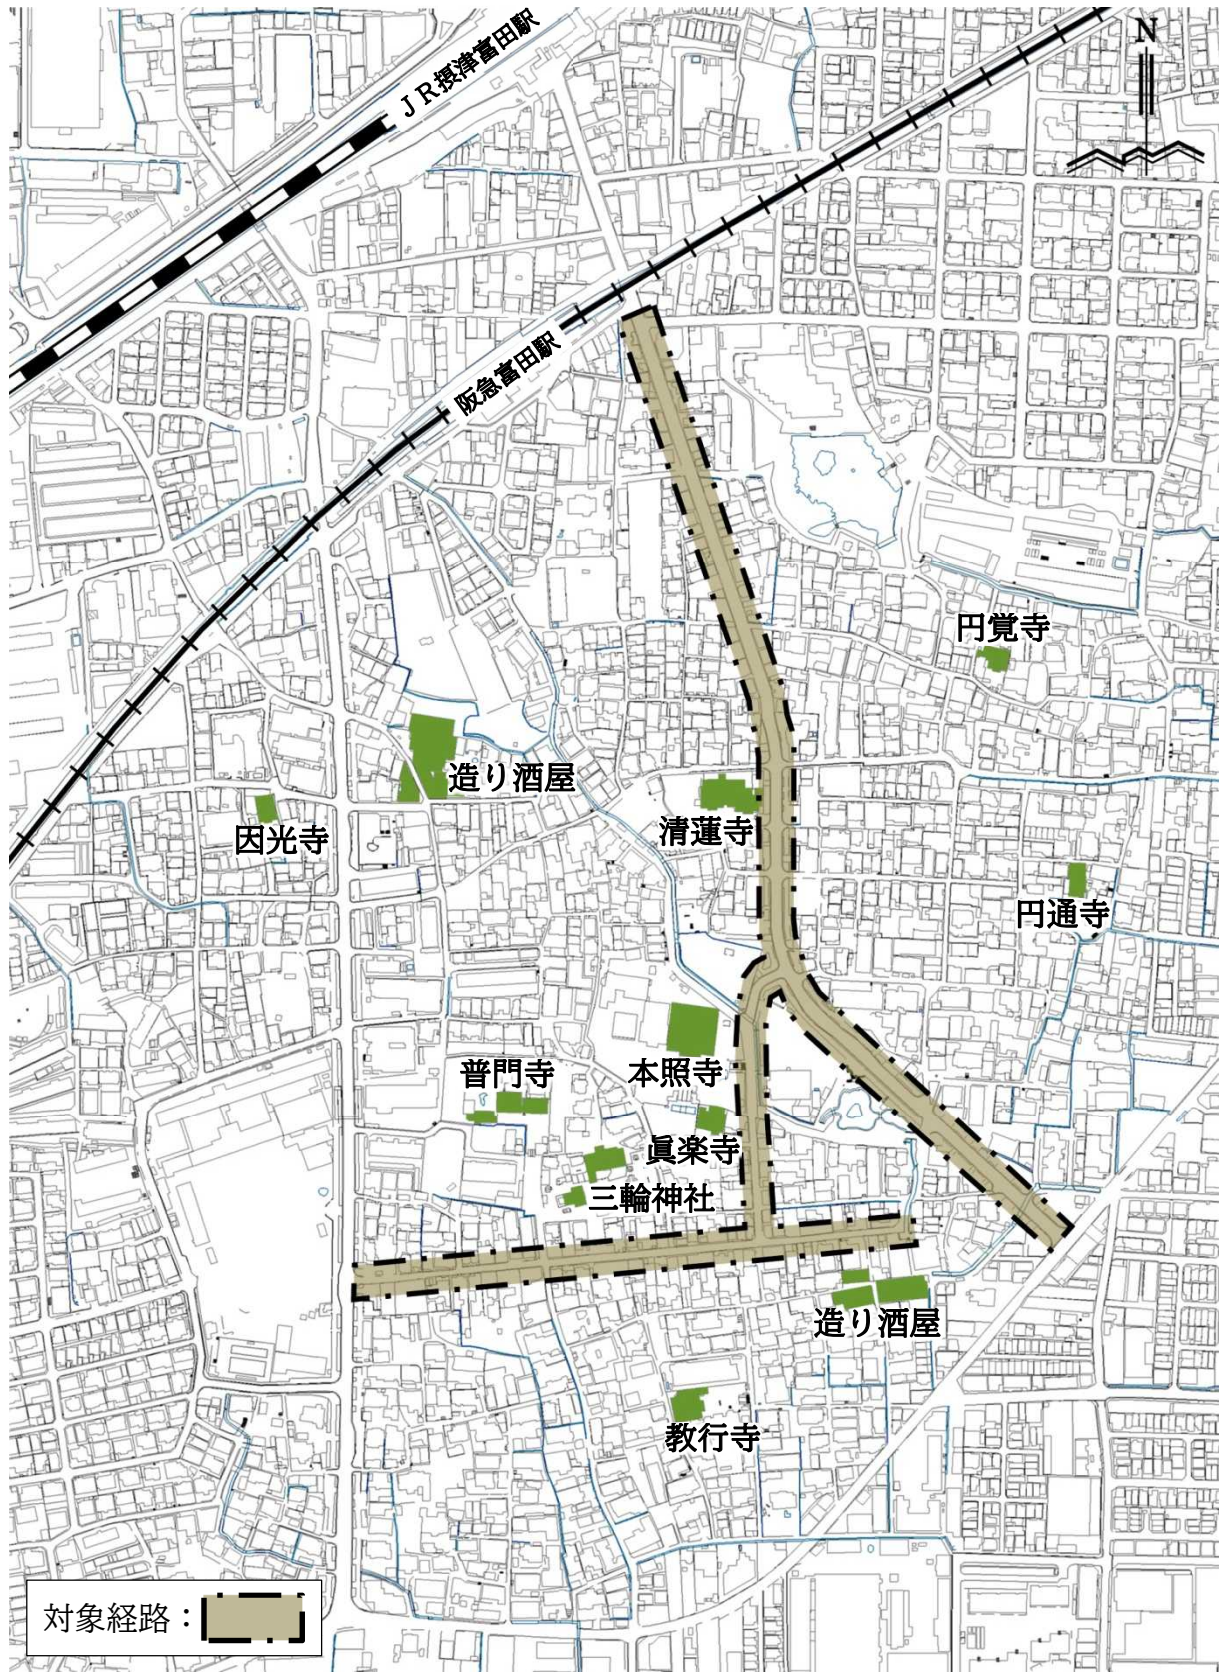 JR摂津富田駅
N
阪急富田駅
円覚寺
造り酒屋
清蓮寺
因光寺
円通寺
普門寺
本照寺
眞楽寺
三輪神社
造り酒屋
教行寺
対象経路：